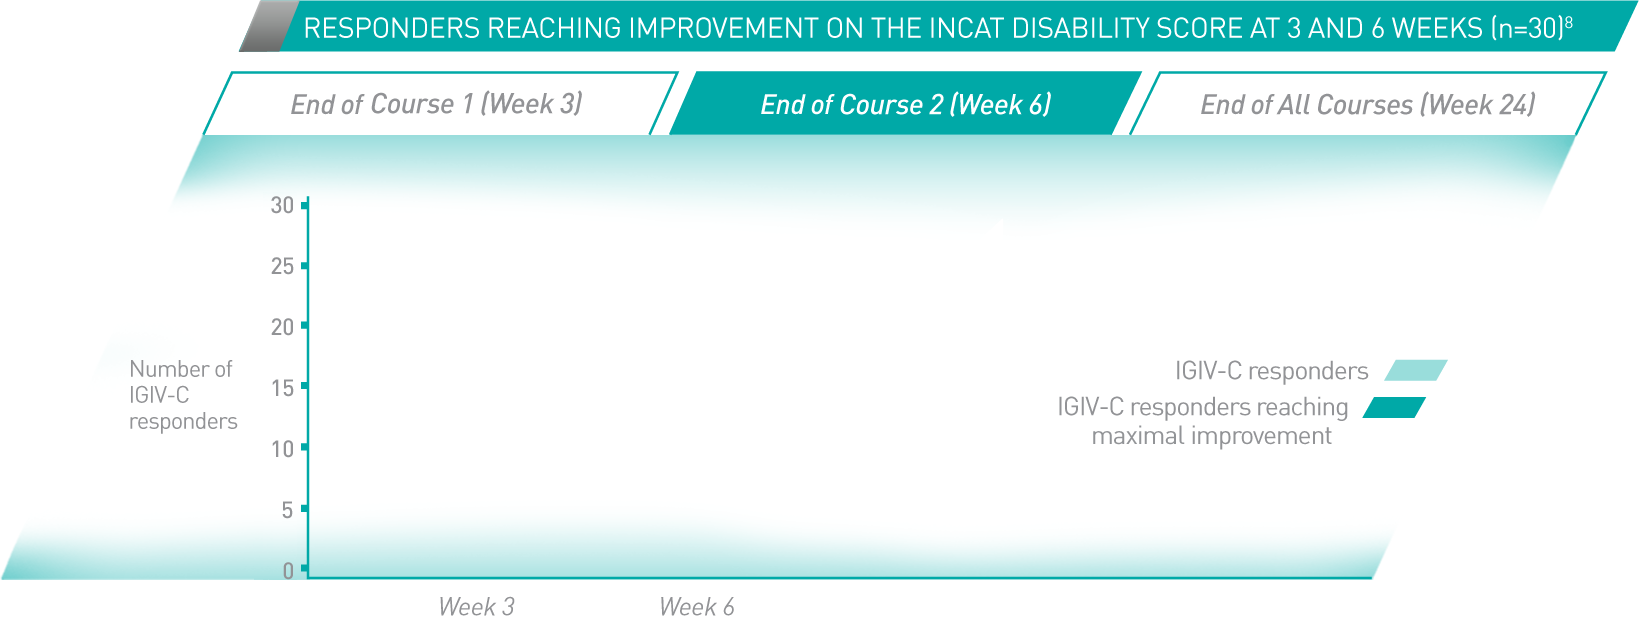 RESPONDERS REACHING IMPROVEMENT ON THE INCAT DISABILITY SCORE AT 3 AND 6 WEEKS (n=30)8
End of Course 1 (Week 3)
End of Course 2 (Week 6)
End of All Courses (Week 24)
30
25
20
15
10
5
0
Number of
IGIV-C
responders
IGIV-C responders
IGIV-C responders reaching
maximal improvement
Week 3
Week 6